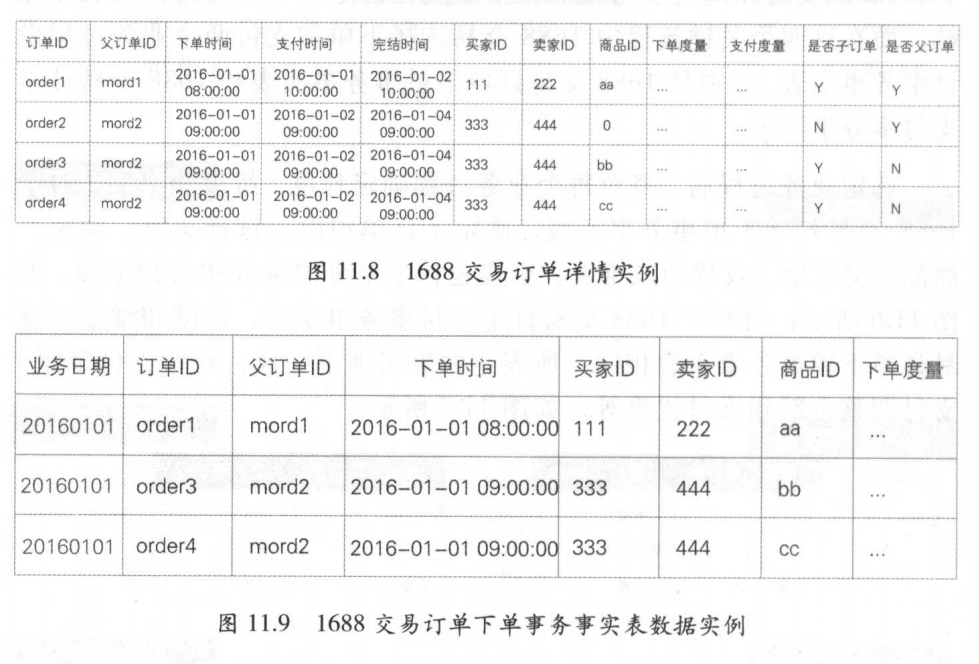 订单ID 父订单ID 下单时间 支付时间 完结时间 买家ID 卖家ID 商品ID 下单度量 支付度量 是否子订单 是否父订单
order1 mord1 2016-01-01 08:00:00 2016-01-01 10:00:00 2016-01-02 10:00:00 111 222 aa ... ... Y Y
order2 mord2 2016-01-01 09:00:00 2016-01-02 09:00:00 2016-01-04 09:00:00 333 444 0 ... ... N Y
order3 mord2 2016-01-01 09:00:00 2016-01-02 09:00:00 2016-01-04 09:00:00 333 444 bb ... ... Y N
order4 mord2 2016-01-01 09:00:00 2016-01-02 09:00:00 2016-01-04 09:00:00 333 444 cc ... ... Y N
图 11.8 1688 交易订单详情实例
业务日期 订单ID 父订单ID 下单时间 买家ID 卖家ID 商品ID 下单度量
20160101 order1 mord1 2016-01-01 08:00:00 111 222 aa ...
20160101 order3 mord2 2016-01-01 09:00:00 333 444 bb ...
20160101 order4 mord2 2016-01-01 09:00:00 333 444 cc ...
图 11.9 1688 交易订单下单事务事实表数据实例